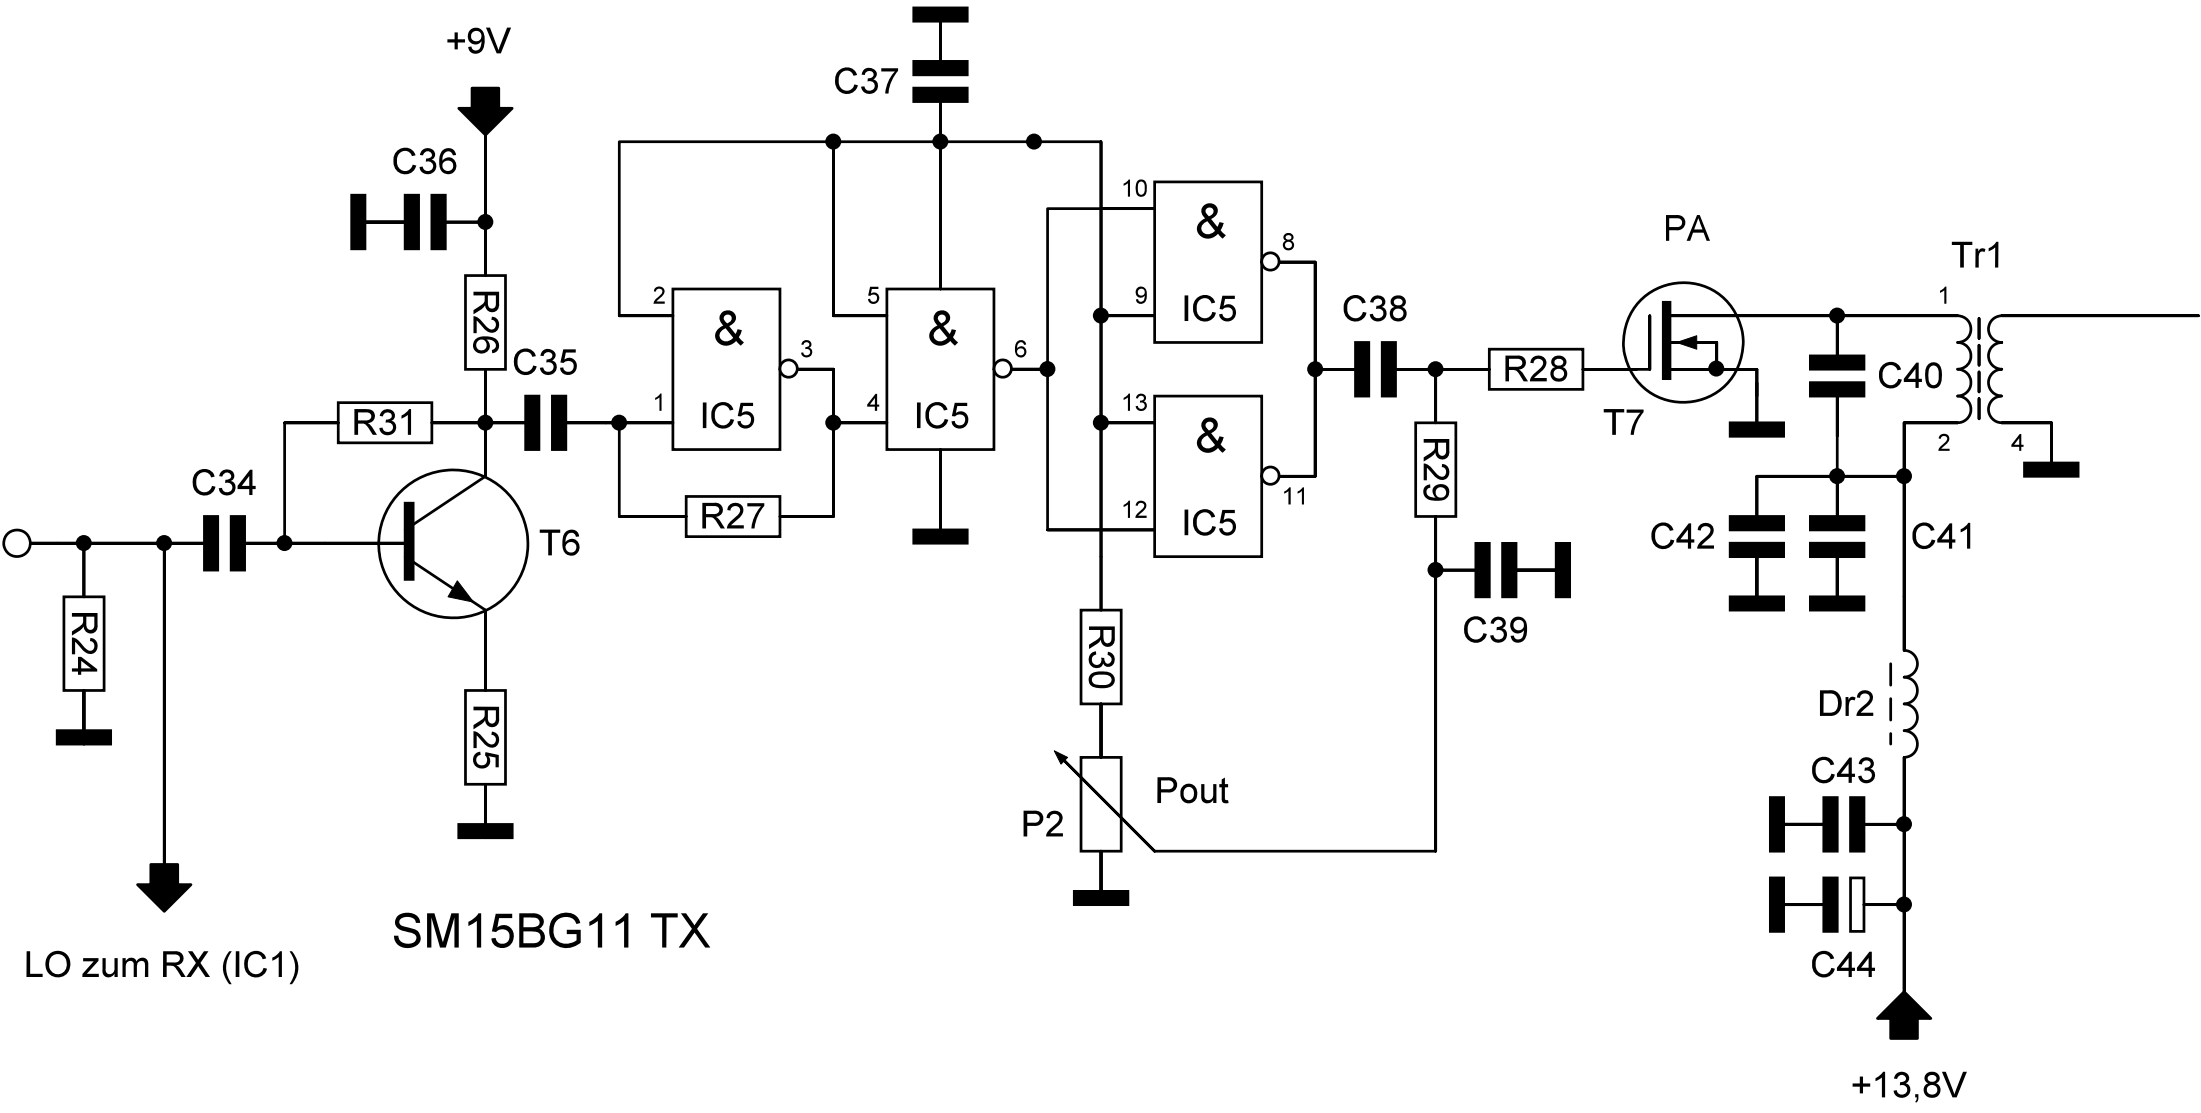 +9V
C37
C36
10
&
8
PA
9
IC5
Tr1
1
R26
2
&
3
5
&
6
C38
C35
R28
C40
R31
1
IC5
4
IC5
13
&
T7
2
4
C34
R27
12
IC5
11
R29
T6
C42
C41
R24
C39
R30
R25
Dr2
C43
Pout
P2
SM15BG11 TX
LO zum RX (IC1)
C44
+13,8V